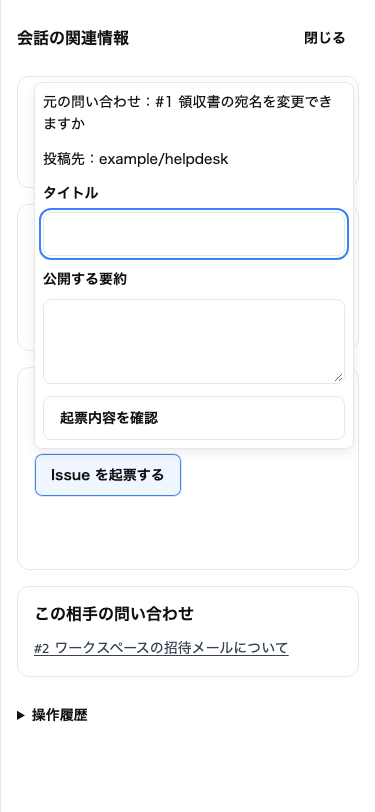 会話の関連情報
閉じる
元の問い合わせ：#1 領収書の宛名を変更でき
ますか
投稿先：example/helpdesk
タイトル
公開する要約
起票内容を確認
Issue を起票する
この相手の問い合わせ
#2 ワークスペースの招待メールについて
▶ 操作履歴